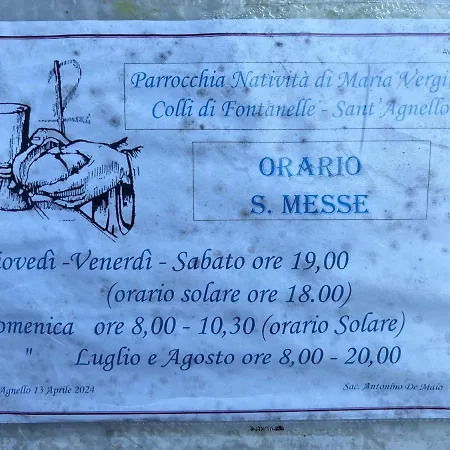 Parrocchia Natività di Maria Vergi
Colli di Fontanelle - Sant'Agnello
ORARIO
S. MESSE
iovedì -Venerdì - Sabato ore 19,00
(orario solare ore 18.00)
omenica ore 8,00 - 10,30 (orario Solare)
" Luglio e Agosto ore 8,00 - 20,00
Agnello 13 Aprile 2024
Sac. Antonino De Maio